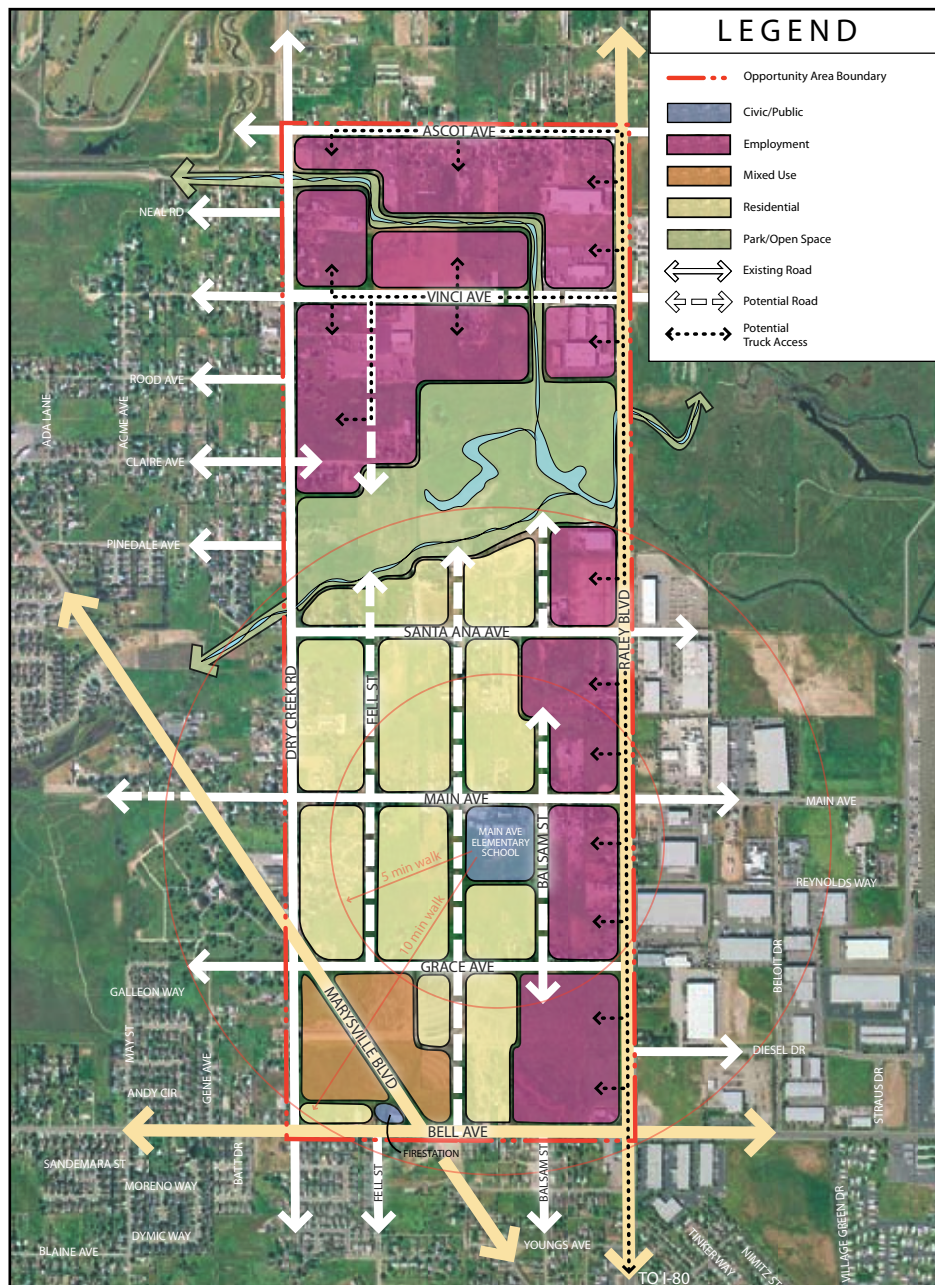 LEGEND
Opportunity Area Boundary
Civic/Public
Employment
Mixed Use
Residential
Park/Open Space
Existing Road
Potential Road
Potential
Truck Access
ASCOT AVE
NEAL RD
VINCI AVE
ROOD AVE
ADA LANE
ACME AVE
CLAIRE AVE
PINEDALE AVE
SANTA ANA AVE
RALEY BLVD
DRY CREEK RD
FELL ST
MAIN AVE
MAIN AVE
MAIN AVE
ELEMENTARY
SCHOOL
BALSAM ST
5 min walk
10 min walk
REYNOLDS WAY
BELOIT DR
GRACE AVE
GALLEON WAY
MARYSVILLE BLVD
MAY ST
GENE AVE
DIESEL DR
STRAUS DR
ANDY CIR
BELL AVE
FIRESTATION
SANDEMARA ST
BATT DR
FELL ST
BALSAM ST
MORENO WAY
DYMIC WAY
BLAINE AVE
YOUNGS AVE
TINKER WAY
NIMITZ ST
VILLAGE GREEN DR
TO I-80